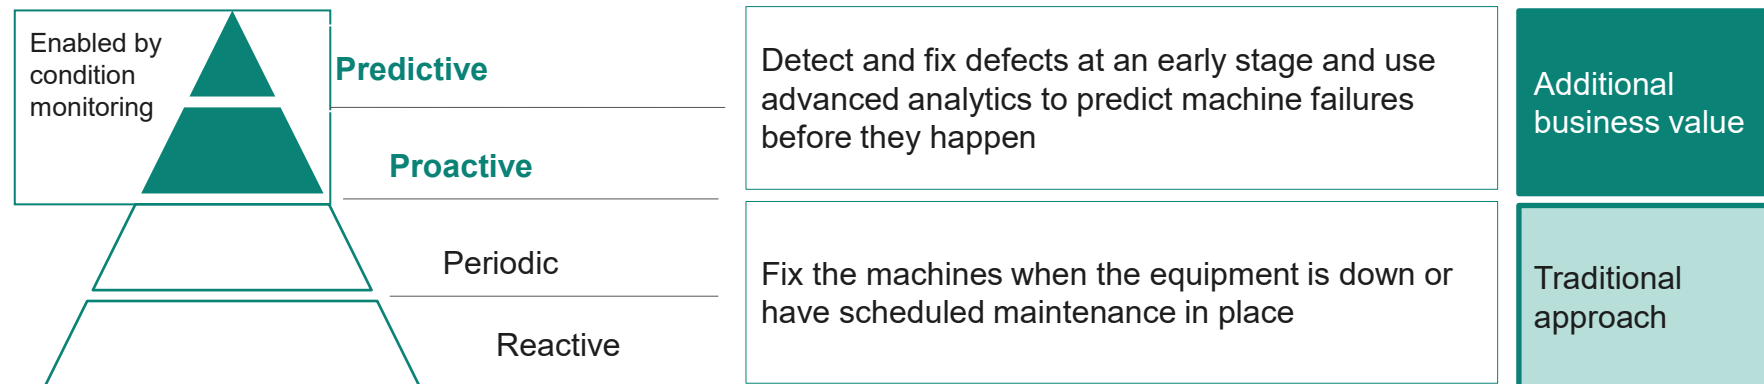 Enabled by
condition
monitoring
Predictive
Proactive
Periodic
Reactive
Detect and fix defects at an early stage and use
advanced analytics to predict machine failures
before they happen
Fix the machines when the equipment is down or
have scheduled maintenance in place
Additional
business value
Traditional
approach